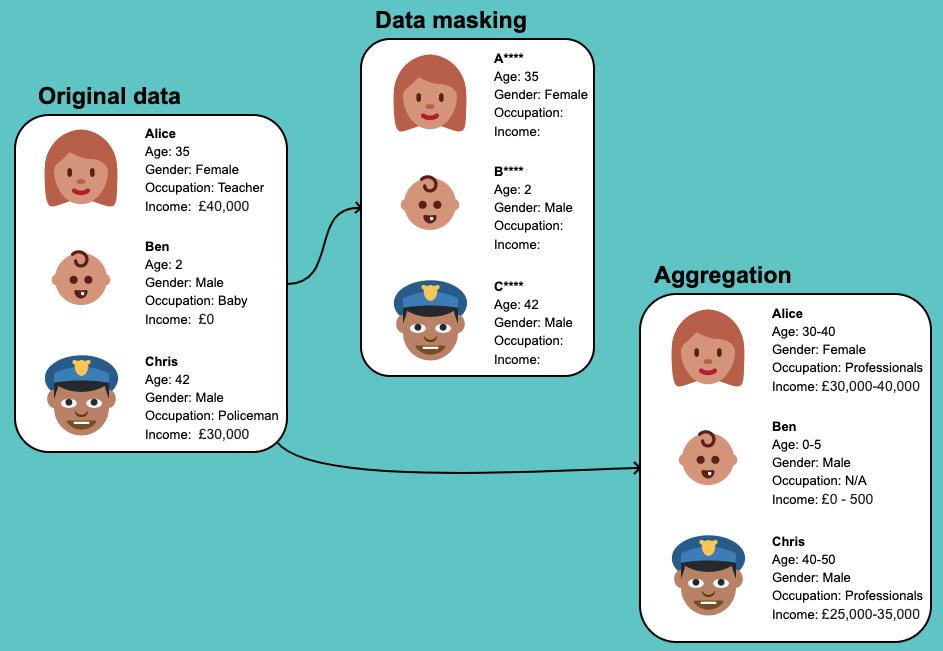 Data masking
A****
Age: 35
Gender: Female
Occupation:
Income:
B****
Age: 2
Gender: Male
Occupation:
Income:
C****
Age: 42
Gender: Male
Occupation:
Income:
Original data
Alice
Age: 35
Gender: Female
Occupation: Teacher
Income: £40,000
Ben
Age: 2
Gender: Male
Occupation: Baby
Income: £0
Chris
Age: 42
Gender: Male
Occupation: Policeman
Income: £30,000
Aggregation
Alice
Age: 30-40
Gender: Female
Occupation: Professionals
Income: £30,000-40,000
Ben
Age: 0-5
Gender: Male
Occupation: N/A
Income: £0 - 500
Chris
Age: 40-50
Gender: Male
Occupation: Professionals
Income: £25,000-35,000